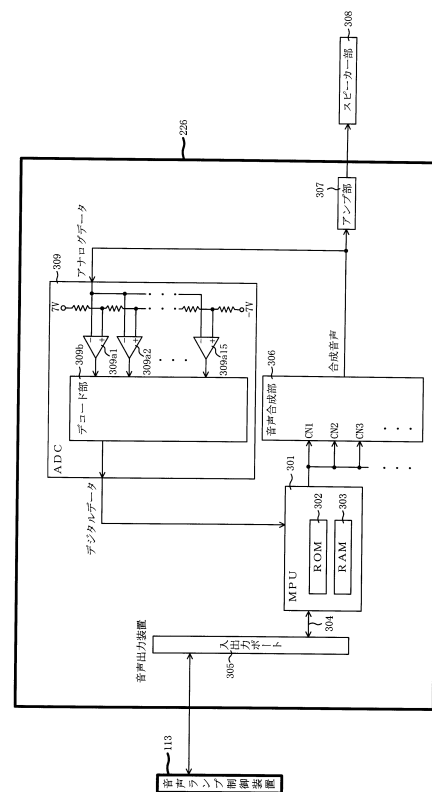 113
音声ランプ制御装置
226
音声出力装置
305
入出力ポート
304
MPU
301
ROM
302
RAM
303
デジタルデータ
ADC
309
デコード部
309b
309a1
309a2
309a15
7V
-7V
アナログデータ
音声合成部
306
CN1
CN2
CN3
合成音声
アンプ部
307
スピーカー部
308